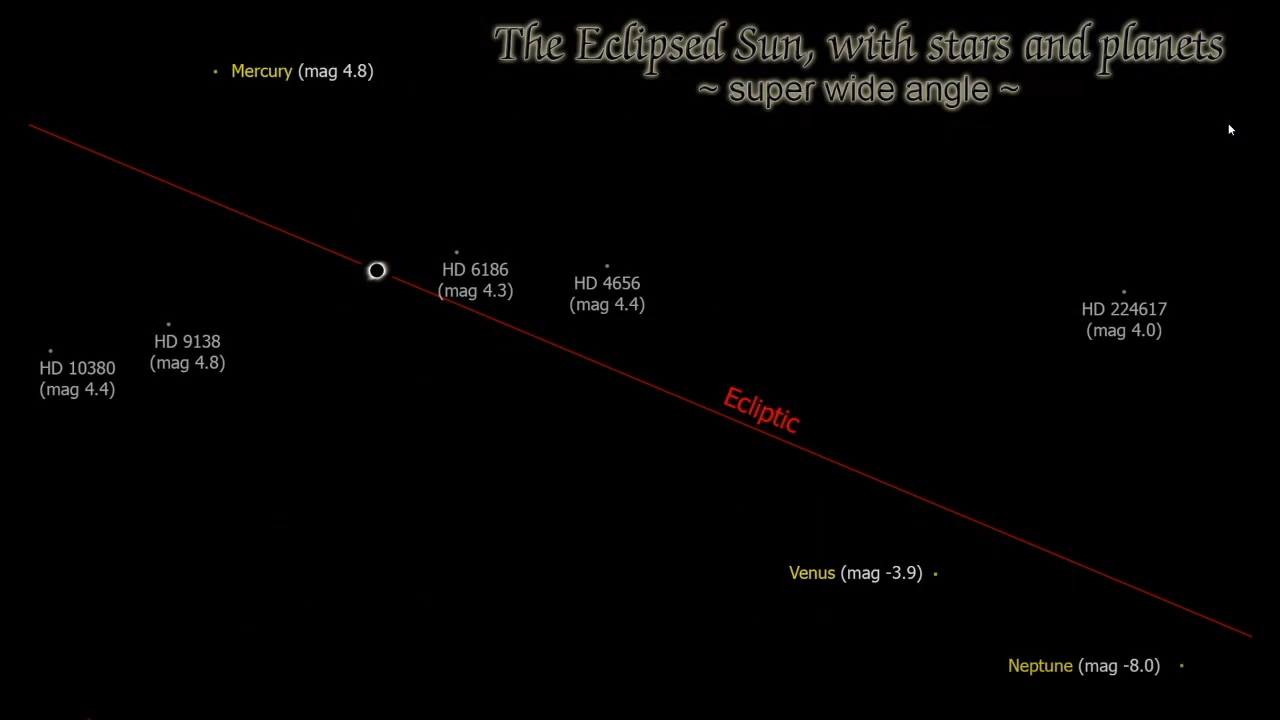 The Eclipsed Sun, with stars and planets
~ super wide angle ~
Mercury (mag 4.8)
HD 6186
(mag 4.3)
HD 4656
(mag 4.4)
HD 224617
(mag 4.0)
HD 9138
(mag 4.8)
HD 10380
(mag 4.4)
Ecliptic
Venus (mag -3.9)
Neptune (mag -8.0)